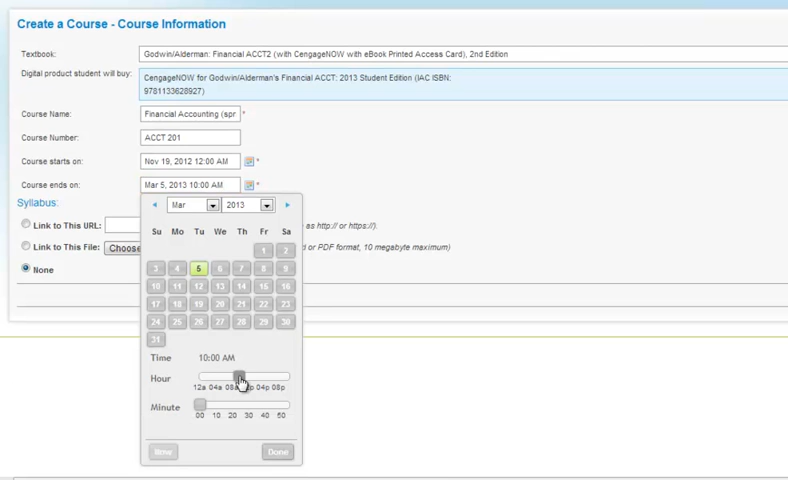 Create a Course - Course Information
Textbook: Godwin/Alderman: Financial ACCT2 (with CengageNOW with eBook Printed Access Card), 2nd Edition
Digital product student will buy: CengageNOW for Godwin/Alderman's Financial ACCT: 2013 Student Edition (IAC ISBN:
9781133628927)
Course Name: Financial Accounting (spr *
Course Number: ACCT 201
Course starts on: Nov 19, 2012 12:00 AM *
Course ends on: Mar 5, 2013 10:00 AM *
Syllabus:
Mar 2013
Su Mo Tu We Th Fr Sa
1 2
3 4 5 6 7 8 9
10 11 12 13 14 15 16
17 18 19 20 21 22 23
24 25 26 27 28 29 30
31
Link to This URL: as http:// or https://).
Link to This File: Choose or PDF format, 10 megabyte maximum)
None
Time 10:00 AM
Hour
12a 04a 04p 08p
Minute
00 10 20 30 40 50
Now Done